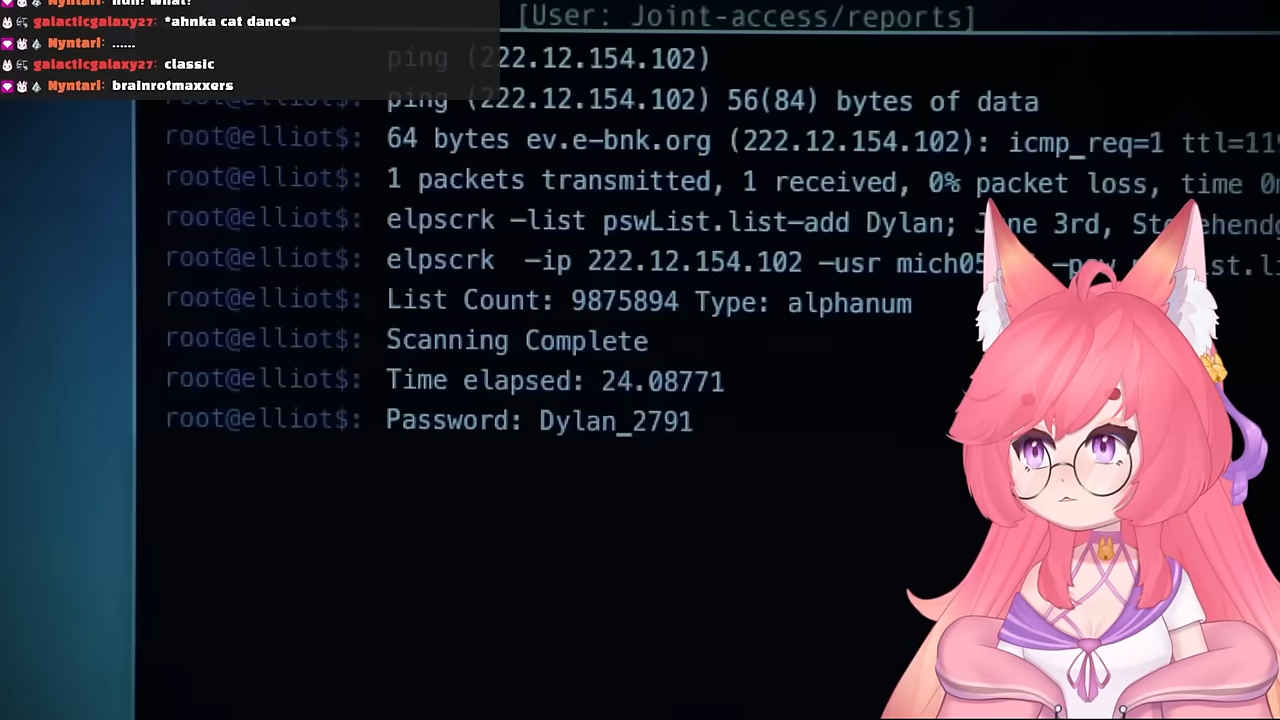 galacticgalaxy27: *ahnka cat dance*
Nyntarl: ......
galacticgalaxy27: classic
Nyntarl: brainrotmaxxers
[User: Joint-access/reports]
ping (222.12.154.102)
ping (222.12.154.102) 56(84) bytes of data
root@elliot$: 64 bytes ev.e-bnk.org (222.12.154.102): icmp_req=1
root@elliot$: 1 packets transmitted, 1 received, 0% packet loss, time
root@elliot$: elpscrk -list pswList.list-add Dylan; 3rd,
root@elliot$: elpscrk -ip 222.12.154.102 -usr
root@elliot$: List Count: 9875894 Type: alphanum
root@elliot$: Scanning Complete
root@elliot$: Time elapsed: 24.08771
root@elliot$: Password: Dylan_2791